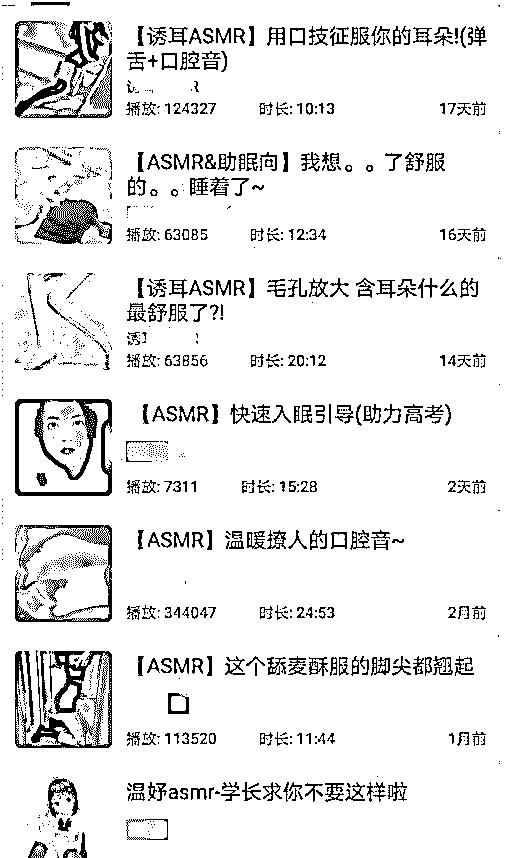 【诱耳ASMR】用口技征服你的耳朵!(弹
舌+口腔音)
播放: 124327 时长: 10:13 17天前
【ASMR&助眠向】我想。。了舒服
的。。睡着了~
播放: 63085 时长: 12:34 16天前
【诱耳ASMR】毛孔放大 含耳朵什么的
最舒服了?!
诱
播放: 63856 时长: 20:12 14天前
【ASMR】快速入眠引导(助力高考)
播放: 7311 时长: 15:28 2天前
【ASMR】温暖撩人的口腔音~
播放: 344047 时长: 24:53 2月前
【ASMR】这个舔麦酥服的脚尖都翘起
播放: 113520 时长: 11:44 1月前
温妤asmr-学长求你不要这样啦